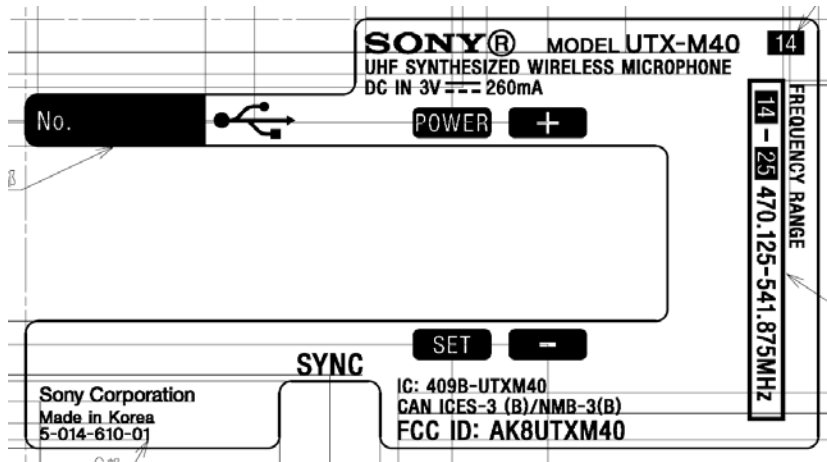 SONY® MODEL UTX-M40 14
UHF SYNTHESIZED WIRELESS MICROPHONE
DC IN 3V 260mA
No.
POWER +
FREQUENCY RANGE
14 – 25 470.125-541.875MHz
SET -
SYNC
Sony Corporation
Made in Korea
5-014-610-01
IC: 409B-UTXM40
CAN ICES-3 (B)/NMB-3(B)
FCC ID: AK8UTXM40